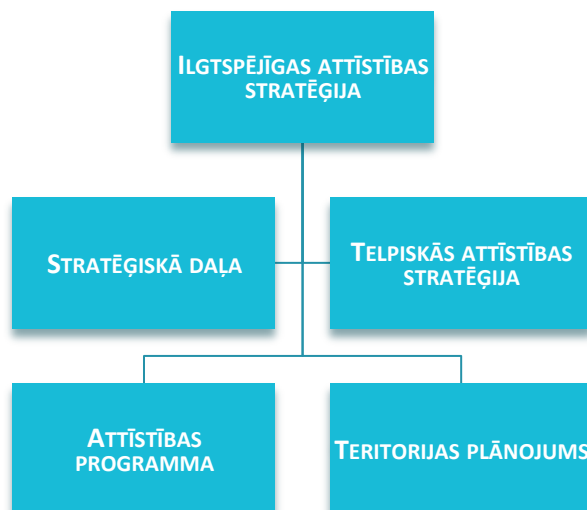 ILGTSPĒJĪGAS ATTĪSTĪBAS
STRATĒĢIJA
STRATĒĢISKĀ DAĻA
TELPISKĀS ATTĪSTĪBAS
STRATĒĢIJA
ATTĪSTĪBAS
PROGRAMMA
TERITORIJAS PLĀNOJUMS